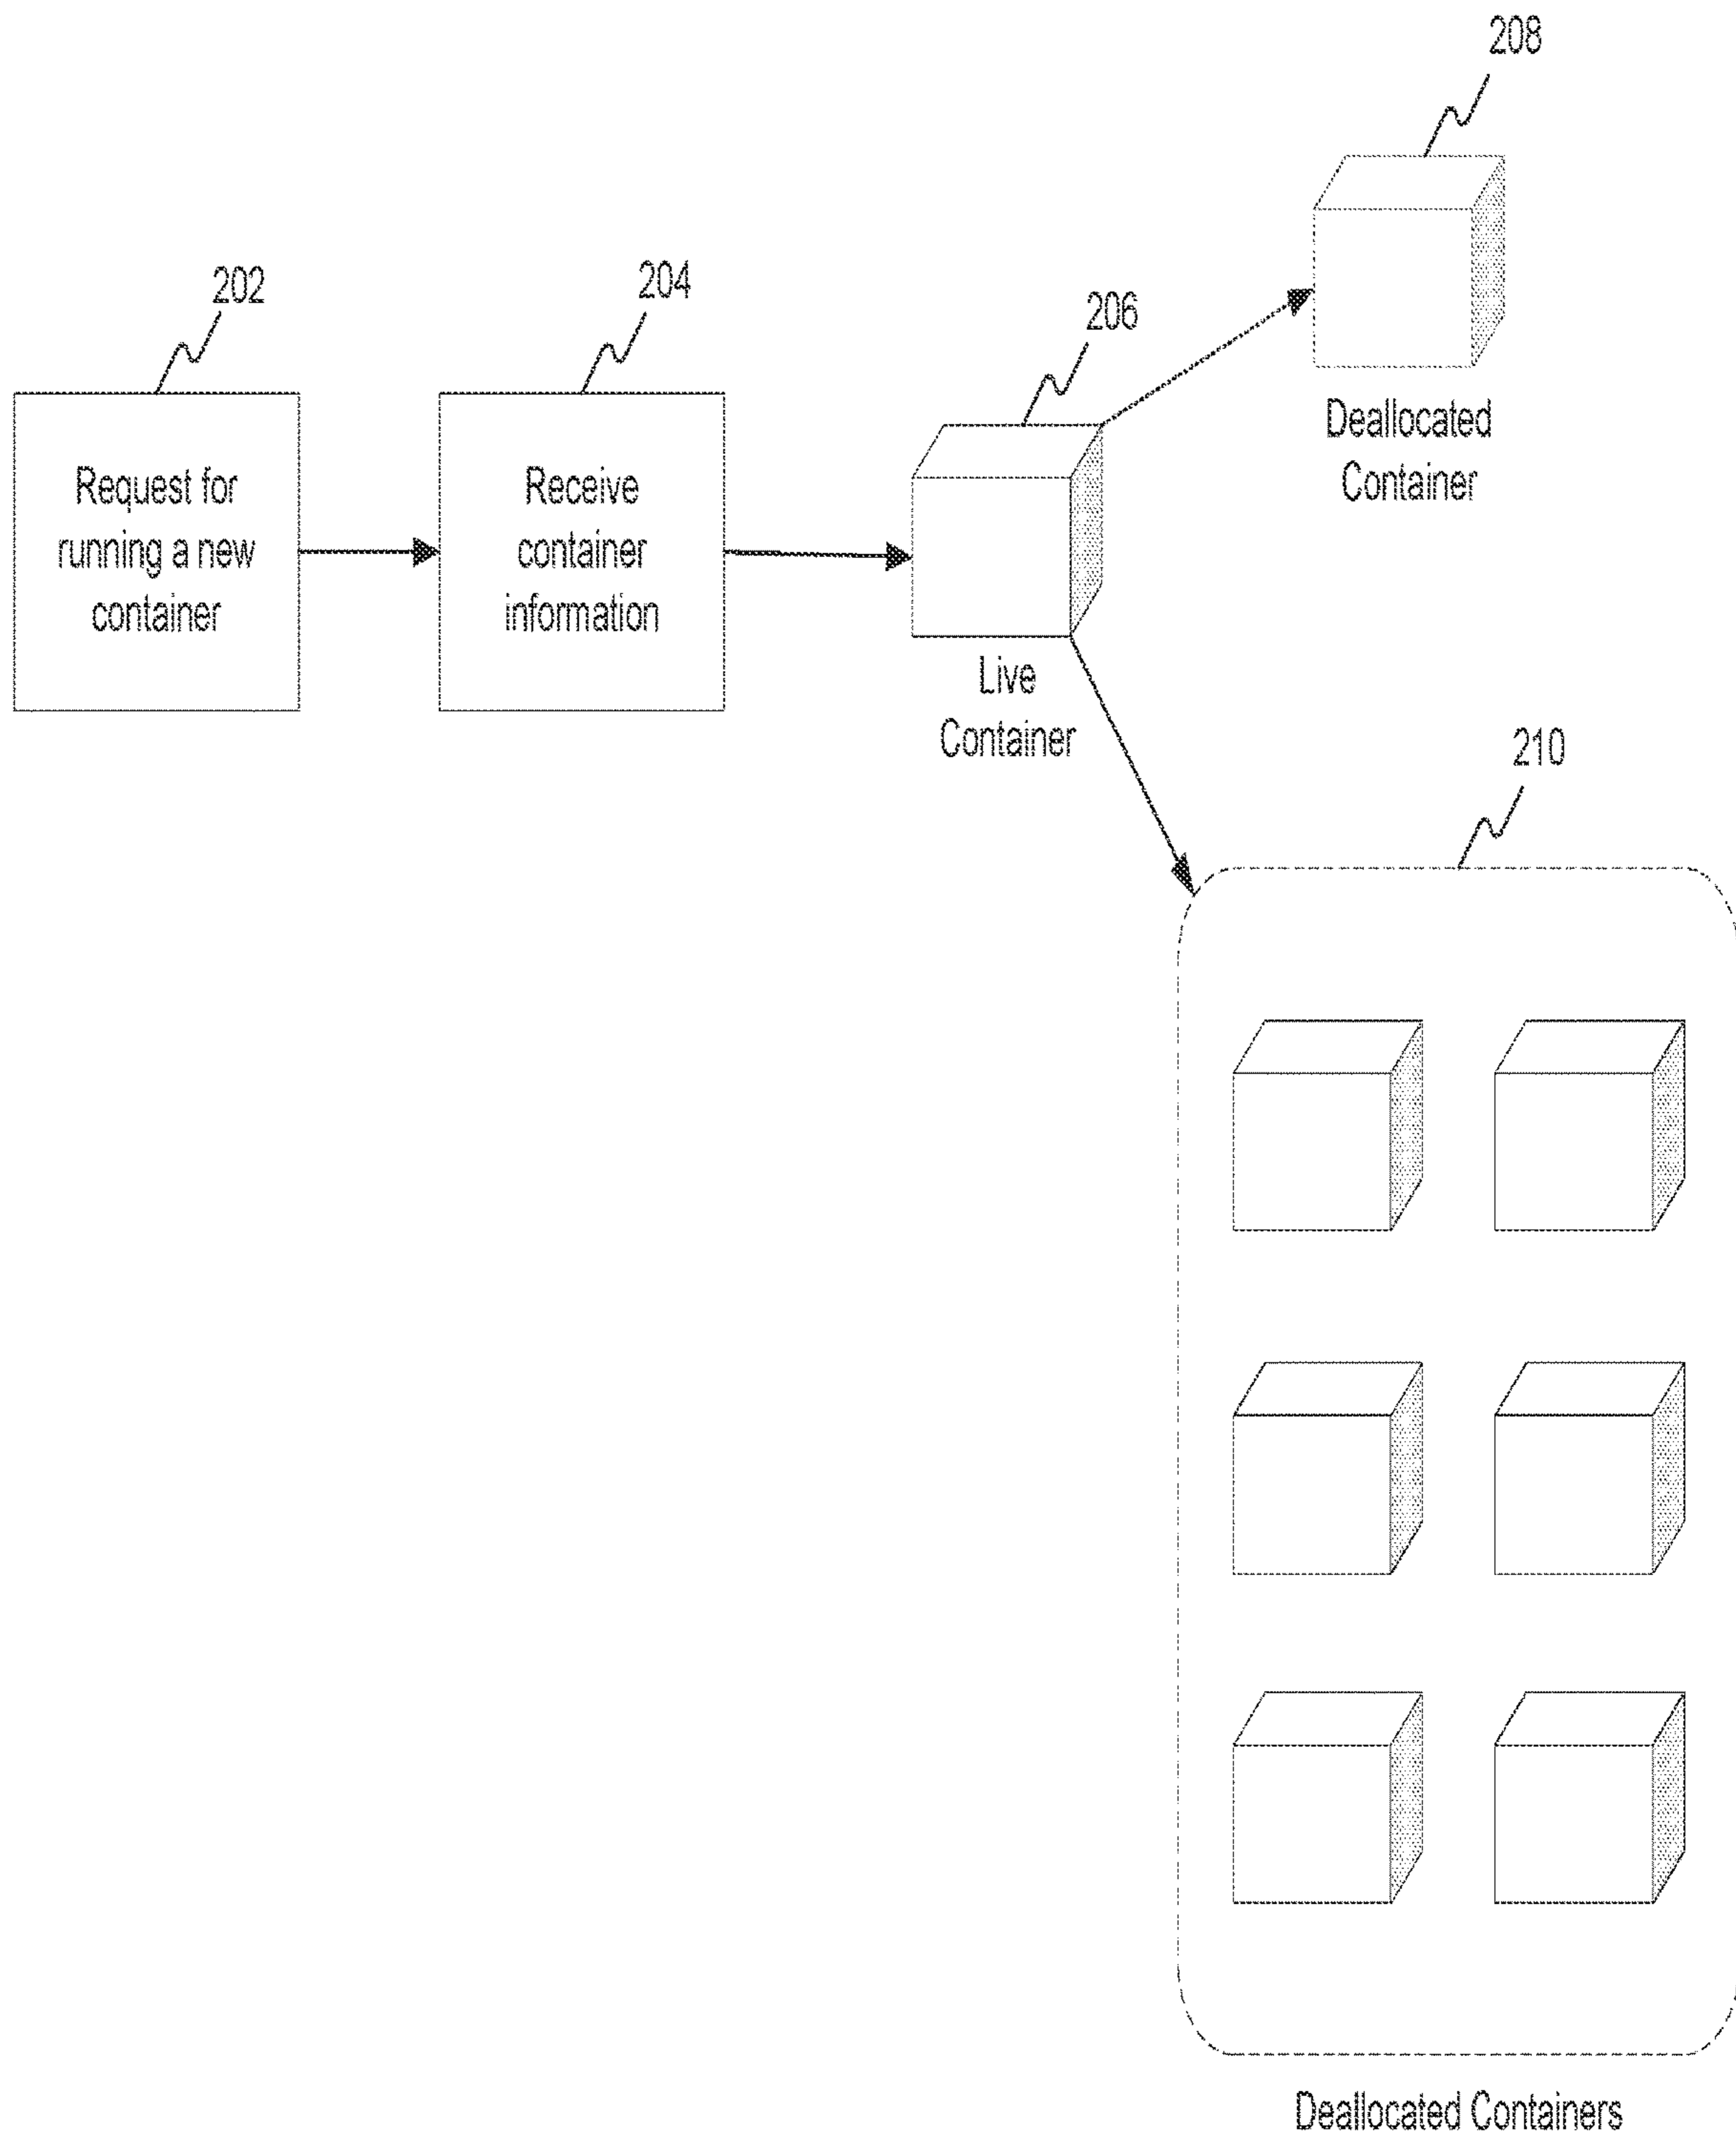 208
202
204
206
Request for
running a new
container
Receive
container
information
Deallocated
Container
Live
Container
210
Deallocated Containers